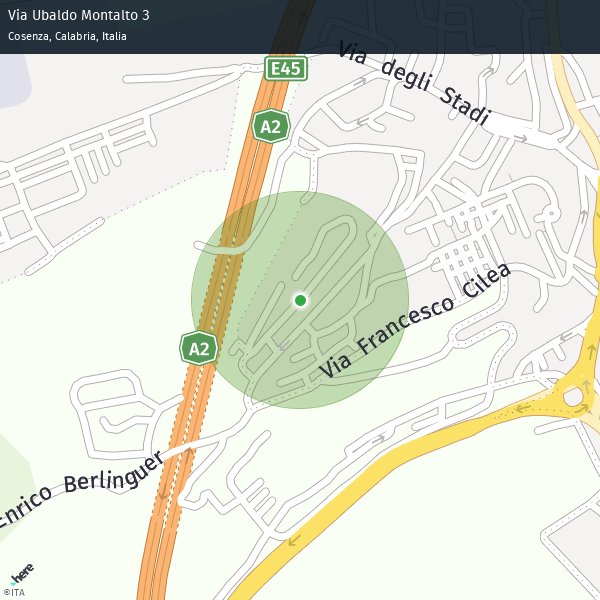 Via Ubaldo Montalto 3
Cosenza, Calabria, Italia
Via degli Stadi
E45
A2
Via Francesco Cilea
A2
Enrico Berlinguer
here
©ITA